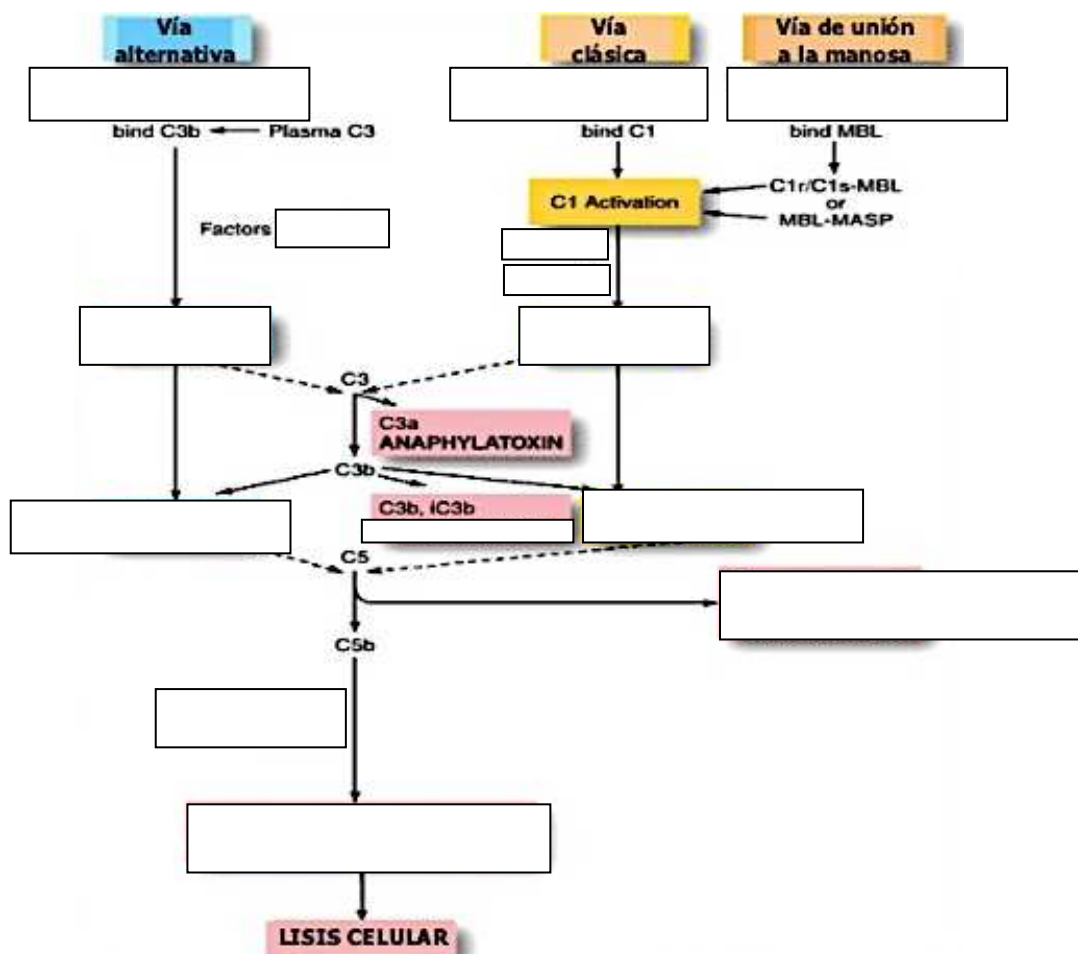 Vía
alternativa
Vía
clásica
Vía de unión
a la manosa
bind C3b
Plasma C3
bind C1
bind MBL
C1 Activation
C1r/C1s-MBL
or
MBL-MASP
Factors
C3
C3a
ANAPHYLATOXIN
C3b
C3b, iC3b
C5
C5b
LISIS CELULAR